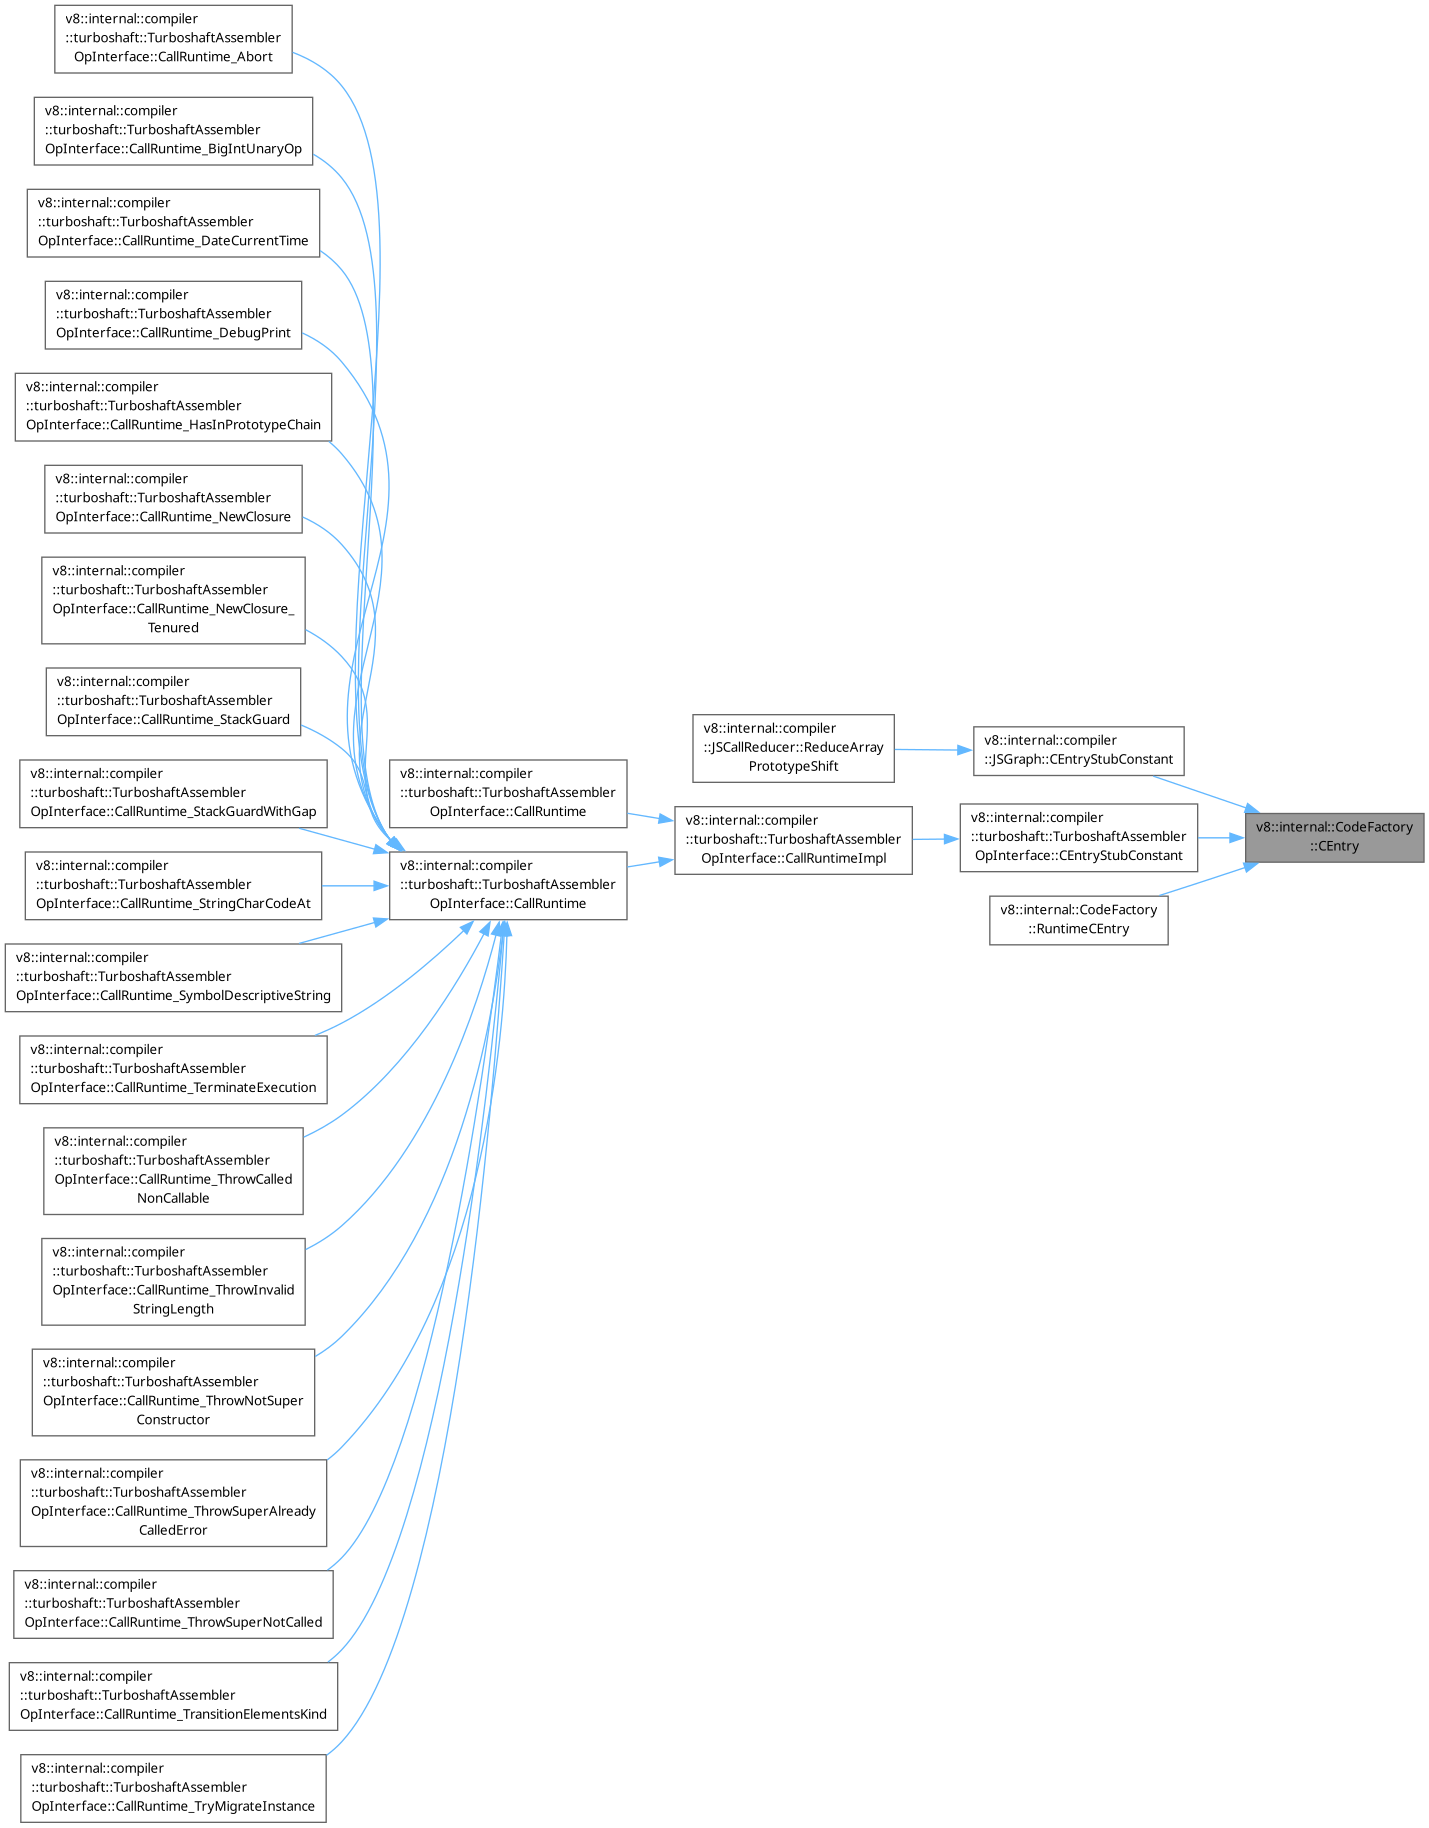 v8::internal::compiler
::turboshaft::TurboshaftAssembler
OpInterface::CallRuntime_Abort
v8::internal::compiler
::turboshaft::TurboshaftAssembler
OpInterface::CallRuntime_BigIntUnaryOp
v8::internal::compiler
::turboshaft::TurboshaftAssembler
OpInterface::CallRuntime_DateCurrentTime
v8::internal::compiler
::turboshaft::TurboshaftAssembler
OpInterface::CallRuntime_DebugPrint
v8::internal::compiler
::turboshaft::TurboshaftAssembler
OpInterface::CallRuntime_HasInPrototypeChain
v8::internal::compiler
::turboshaft::TurboshaftAssembler
OpInterface::CallRuntime_NewClosure
v8::internal::compiler
::turboshaft::TurboshaftAssembler
OpInterface::CallRuntime_NewClosure_
Tenured
v8::internal::compiler
::turboshaft::TurboshaftAssembler
OpInterface::CallRuntime_StackGuard
v8::internal::compiler
::turboshaft::TurboshaftAssembler
OpInterface::CallRuntime_StackGuardWithGap
v8::internal::compiler
::turboshaft::TurboshaftAssembler
OpInterface::CallRuntime_StringCharCodeAt
v8::internal::compiler
::turboshaft::TurboshaftAssembler
OpInterface::CallRuntime_SymbolDescriptiveString
v8::internal::compiler
::turboshaft::TurboshaftAssembler
OpInterface::CallRuntime_TerminateExecution
v8::internal::compiler
::turboshaft::TurboshaftAssembler
OpInterface::CallRuntime_ThrowCalled
NonCallable
v8::internal::compiler
::turboshaft::TurboshaftAssembler
OpInterface::CallRuntime_ThrowInvalid
StringLength
v8::internal::compiler
::turboshaft::TurboshaftAssembler
OpInterface::CallRuntime_ThrowNotSuper
Constructor
v8::internal::compiler
::turboshaft::TurboshaftAssembler
OpInterface::CallRuntime_ThrowSuperAlready
CalledError
v8::internal::compiler
::turboshaft::TurboshaftAssembler
OpInterface::CallRuntime_ThrowSuperNotCalled
v8::internal::compiler
::turboshaft::TurboshaftAssembler
OpInterface::CallRuntime_TransitionElementsKind
v8::internal::compiler
::turboshaft::TurboshaftAssembler
OpInterface::CallRuntime_TryMigrateInstance
v8::internal::compiler
::turboshaft::TurboshaftAssembler
OpInterface::CallRuntime
v8::internal::compiler
::turboshaft::TurboshaftAssembler
OpInterface::CallRuntime
v8::internal::compiler
::JSCallReducer::ReduceArray
PrototypeShift
v8::internal::compiler
::turboshaft::TurboshaftAssembler
OpInterface::CallRuntimeImpl
v8::internal::compiler
::JSGraph::CEntryStubConstant
v8::internal::compiler
::turboshaft::TurboshaftAssembler
OpInterface::CEntryStubConstant
v8::internal::CodeFactory
::RuntimeCEntry
v8::internal::CodeFactory
::CEntry